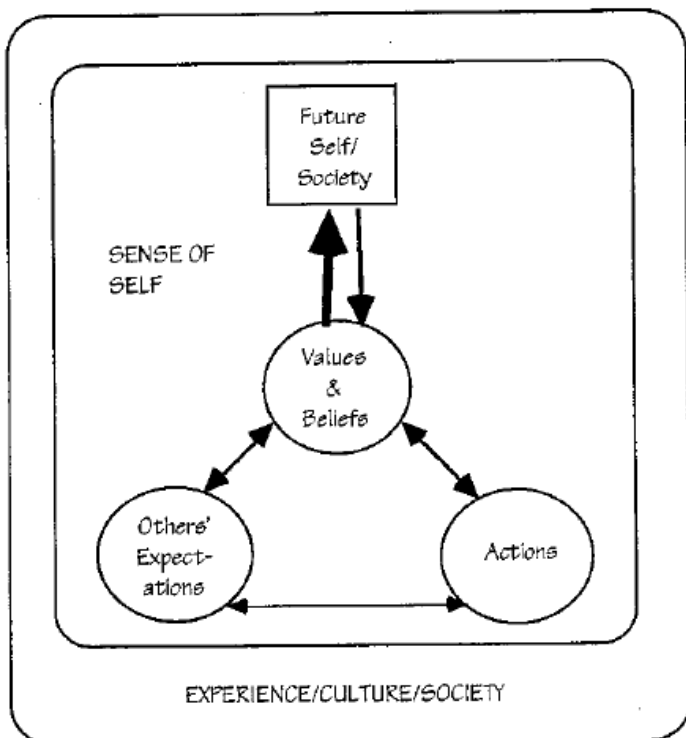 Future
Self/
Society
SENSE OF
SELF
Values
&
Beliefs
Others'
Expect-
ations
Actions
EXPERIENCE/CULTURE/SOCIETY